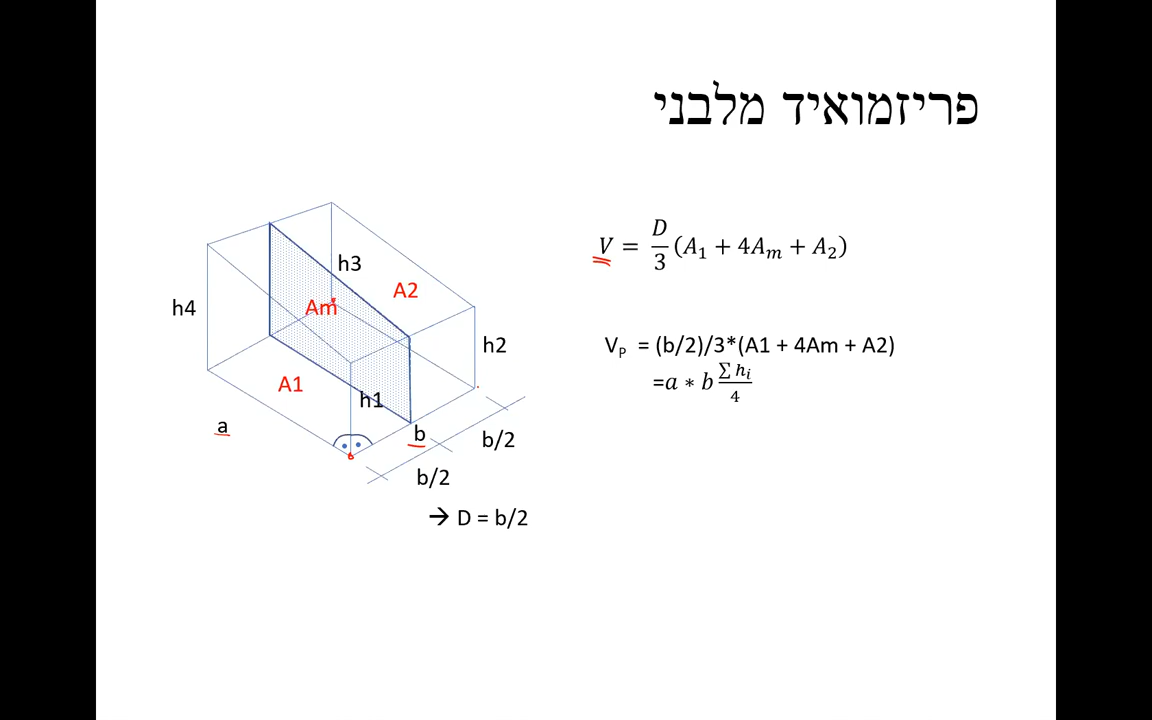 פריזמואיד מלבני
V = D/3 (A₁ + 4Aₘ + A₂)
h3
A2
Am
h4
h2
V_P = (b/2)/3*(A1 + 4Am + A2)
=a ∗ b ∑hᵢ/4
A1
h1
a
b
b/2
b/2
→ D = b/2